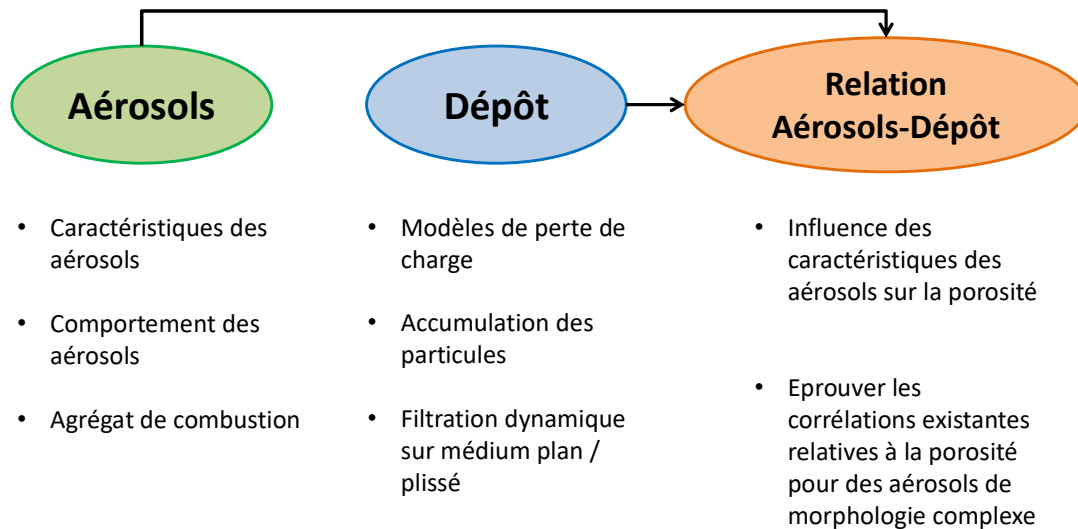 Aérosols
Dépôt
Relation
Aérosols-Dépôt
• Caractéristiques des
aérosols
• Comportement des
aérosols
• Agrégat de combustion
• Modèles de perte de
charge
• Accumulation des
particules
• Filtration dynamique
sur médium plan /
plissé
• Influence des
caractéristiques des
aérosols sur la porosité
• Eprouver les
corrélations existantes
relatives à la porosité
pour des aérosols de
morphologie complexe